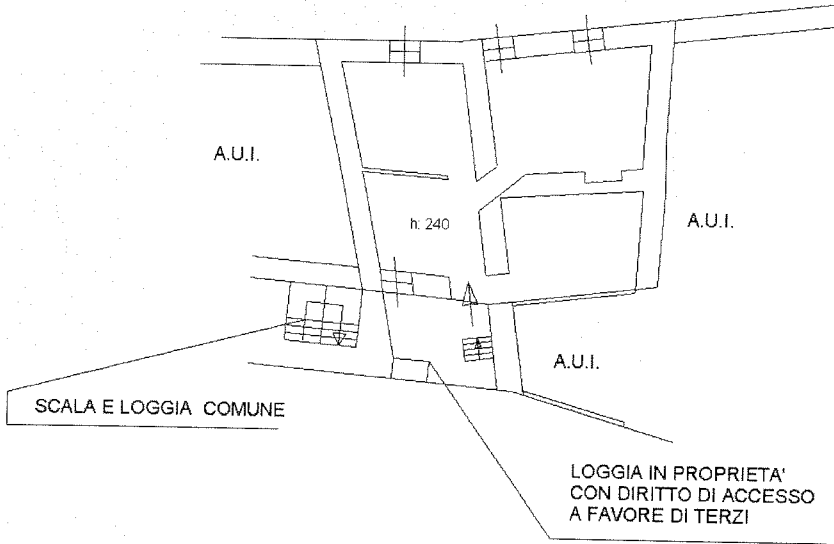 A.U.I.
A.U.I.
h: 240
A.U.I.
SCALA E LOGGIA COMUNE
LOGGIA IN PROPRIETA'
CON DIRITTO DI ACCESSO
A FAVORE DI TERZI